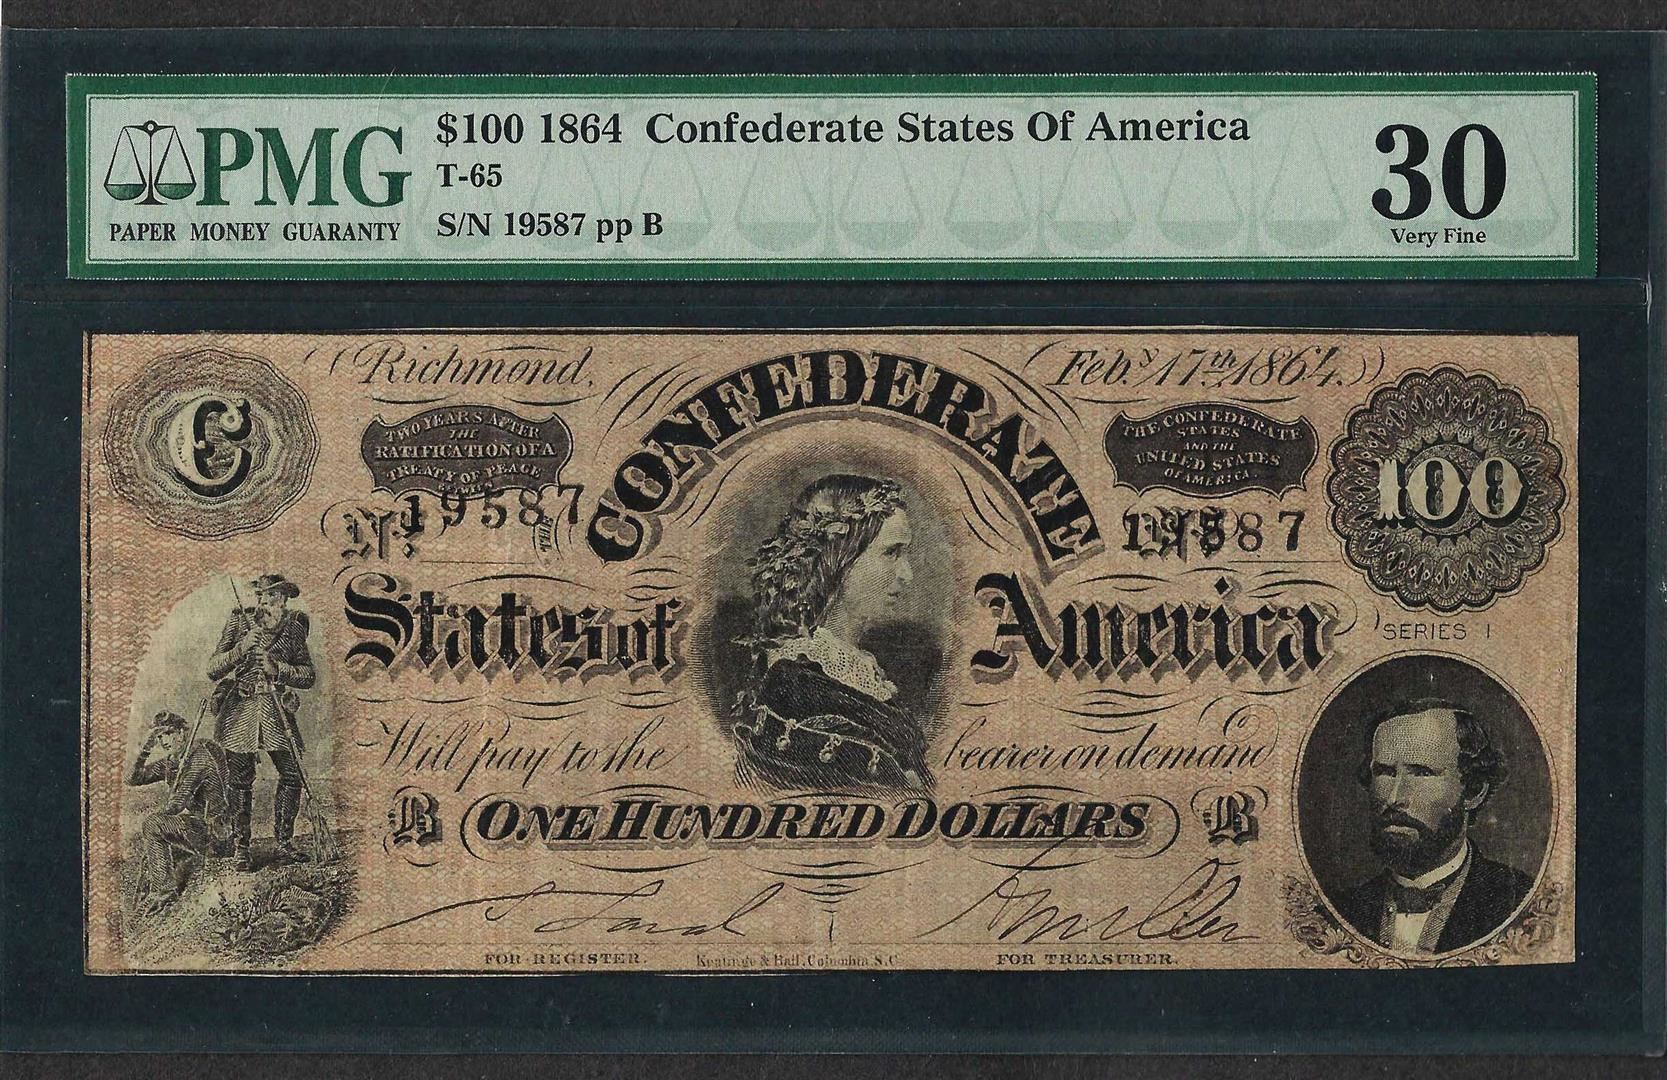 PMG
PAPER MONEY GUARANTY
$100 1864 Confederate States Of America
T-65
S/N 19587 pp B
30
Very Fine
Richmond, Feb.y 17th 1864.
C
TWO YEARS AFTER
THE
RATIFICATION OF A
TREATY OF PEACE
THE CONFEDERATE
STATES
AND THE
UNITED STATES
OF AMERICA
100
CONFEDERATE
No. 19587
No. 19587
States of America
SERIES 1
Will pay to the bearer on demand
B ONE HUNDRED DOLLARS B
FOR REGISTER.
Keatinge & Ball, Columbia S.C.
FOR TREASURER.